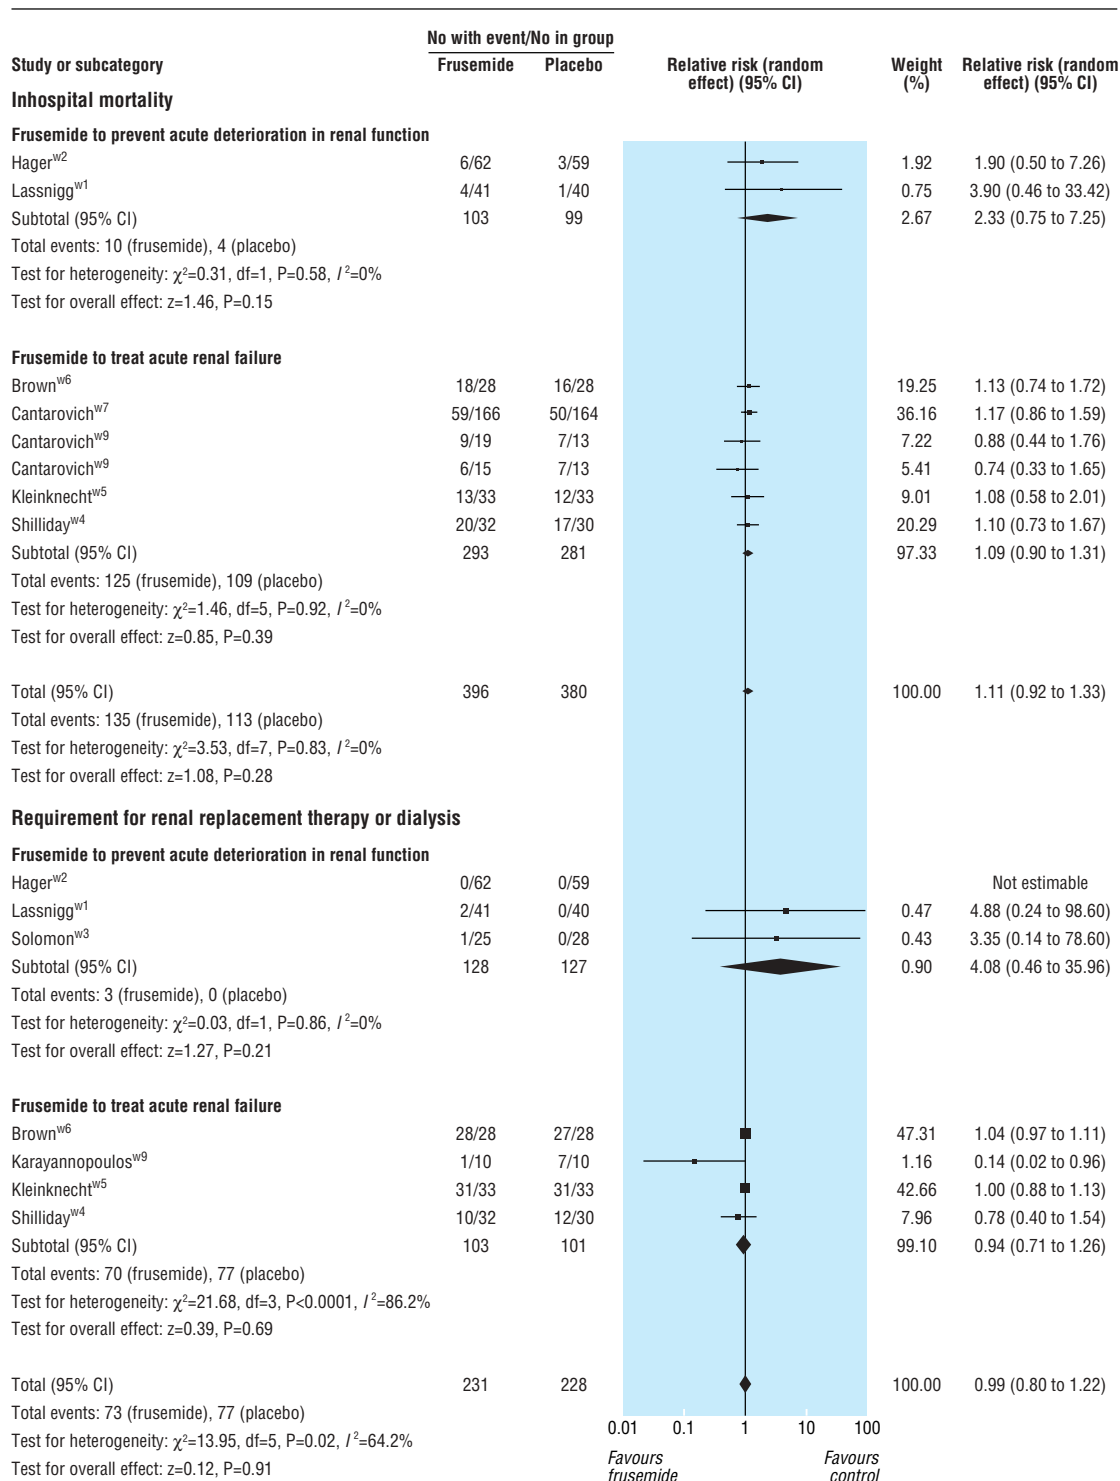 No with event/No in group
Study or subcategory Frusemide Placebo Relative risk (random effect) (95% CI) Weight (%) Relative risk (random effect) (95% CI)
Inhospital mortality
Frusemide to prevent acute deterioration in renal function
Hager w2 6/62 3/59 1.92 1.90 (0.50 to 7.26)
Lassnigg w1 4/41 1/40 0.75 3.90 (0.46 to 33.42)
Subtotal (95% CI) 103 99 2.67 2.33 (0.75 to 7.25)
Total events: 10 (frusemide), 4 (placebo)
Test for heterogeneity: χ²=0.31, df=1, P=0.58, I²=0%
Test for overall effect: z=1.46, P=0.15
Frusemide to treat acute renal failure
Brown w6 18/28 16/28 19.25 1.13 (0.74 to 1.72)
Cantarovich w7 59/166 50/164 36.16 1.17 (0.86 to 1.59)
Cantarovich w9 9/19 7/13 7.22 0.88 (0.44 to 1.76)
Cantarovich w9 6/15 7/13 5.41 0.74 (0.33 to 1.65)
Kleinknecht w5 13/33 12/33 9.01 1.08 (0.58 to 2.01)
Shilliday w4 20/32 17/30 20.29 1.10 (0.73 to 1.67)
Subtotal (95% CI) 293 281 97.33 1.09 (0.90 to 1.31)
Total events: 125 (frusemide), 109 (placebo)
Test for heterogeneity: χ²=1.46, df=5, P=0.92, I²=0%
Test for overall effect: z=0.85, P=0.39
Total (95% CI) 396 380 100.00 1.11 (0.92 to 1.33)
Total events: 135 (frusemide), 113 (placebo)
Test for heterogeneity: χ²=3.53, df=7, P=0.83, I²=0%
Test for overall effect: z=1.08, P=0.28
Requirement for renal replacement therapy or dialysis
Frusemide to prevent acute deterioration in renal function
Hager w2 0/62 0/59 Not estimable
Lassnigg w1 2/41 0/40 0.47 4.88 (0.24 to 98.60)
Solomon w3 1/25 0/28 0.43 3.35 (0.14 to 78.60)
Subtotal (95% CI) 128 127 0.90 4.08 (0.46 to 35.96)
Total events: 3 (frusemide), 0 (placebo)
Test for heterogeneity: χ²=0.03, df=1, P=0.86, I²=0%
Test for overall effect: z=1.27, P=0.21
Frusemide to treat acute renal failure
Brown w6 28/28 27/28 47.31 1.04 (0.97 to 1.11)
Karayannopoulos w9 1/10 7/10 1.16 0.14 (0.02 to 0.96)
Kleinknecht w5 31/33 31/33 42.66 1.00 (0.88 to 1.13)
Shilliday w4 10/32 12/30 7.96 0.78 (0.40 to 1.54)
Subtotal (95% CI) 103 101 99.10 0.94 (0.71 to 1.26)
Total events: 70 (frusemide), 77 (placebo)
Test for heterogeneity: χ²=21.68, df=3, P<0.0001, I²=86.2%
Test for overall effect: z=0.39, P=0.69
Total (95% CI) 231 228 100.00 0.99 (0.80 to 1.22)
Total events: 73 (frusemide), 77 (placebo)
Test for heterogeneity: χ²=13.95, df=5, P=0.02, I²=64.2%
Test for overall effect: z=0.12, P=0.91
0.01 0.1 1 10 100
Favours frusemide Favours control